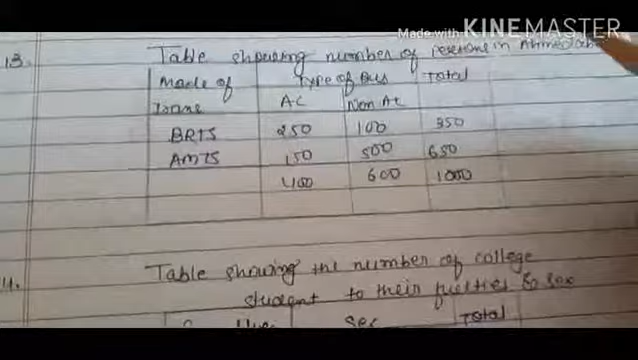 Made with KINEMASTER
13. Table showing number of persons in Ahmedaba
Mode of Type of Bus Total
Trans AC Non AC
BRTS 250 100 350
AMTS 150 500 650
400 600 1000
14. Table showing the number of college
student to their
sex
Sex Total